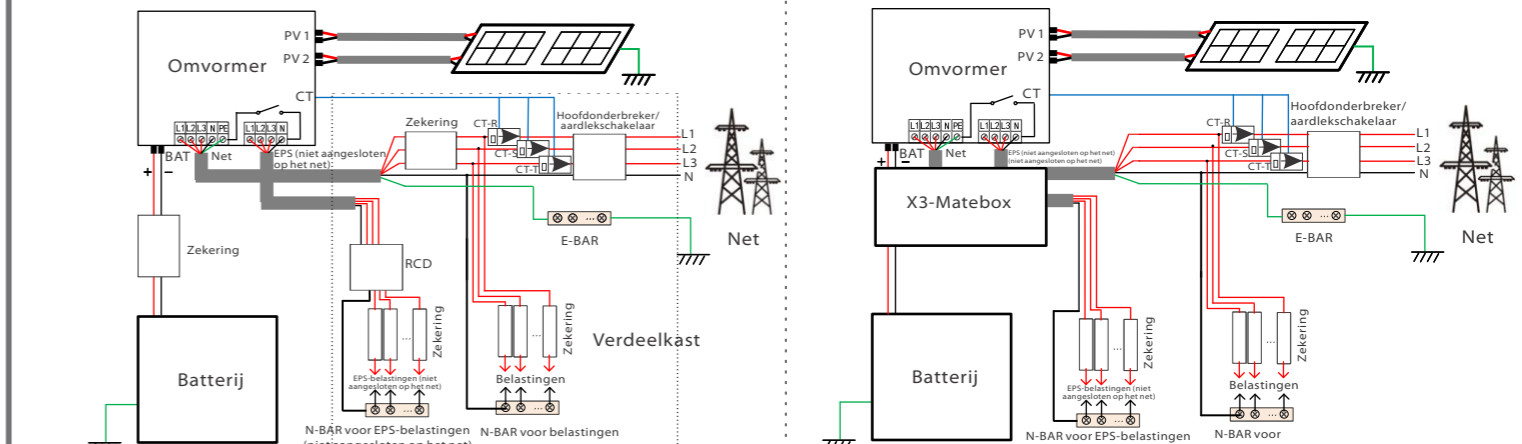 PV 1
PV 2
Omvormer
CT
L1 L2 L3 N PE
L1 L2 L3 N
BAT
Net
EPS (niet aangesloten
op het net)
+
−
Zekering
CT-R
CT-S
CT-T
Hoofdonderbreker/
aardlekschakelaar
L1
L2
L3
N
Net
E-BAR
Zekering
RCD
...
Zekering
...
Zekering
Verdeelkast
Batterij
EPS-belastingen (niet
aangesloten op het net)
Belastingen
...
...
N-BAR voor EPS-belastingen
(niet aangesloten op het net)
N-BAR voor belastingen
PV 1
PV 2
Omvormer
CT
L1 L2 L3 N PE
L1 L2 L3 N
BAT
Net
EPS (niet aangesloten op het net)
(niet aangesloten op het net)
+
−
X3-Matebox
CT-R
CT-S
CT-T
Hoofdonderbreker/
aardlekschakelaar
L1
L2
L3
N
Net
E-BAR
...
Zekering
...
Zekering
Batterij
EPS-belastingen (niet
aangesloten op het net)
Belastingen
...
...
N-BAR voor EPS-belastingen
N-BAR voor